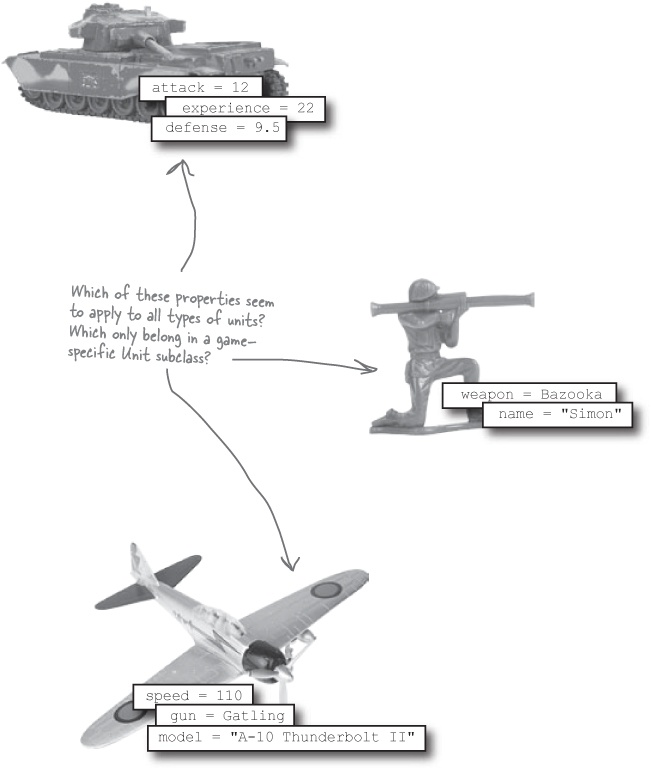 attack = 12
experience = 22
defense = 9.5
Which of these properties seem
to apply to all types of units?
Which only belong in a game-
specific Unit subclass?
weapon = Bazooka
name = "Simon"
speed = 110
gun = Gatling
model = "A-10 Thunderbolt II"